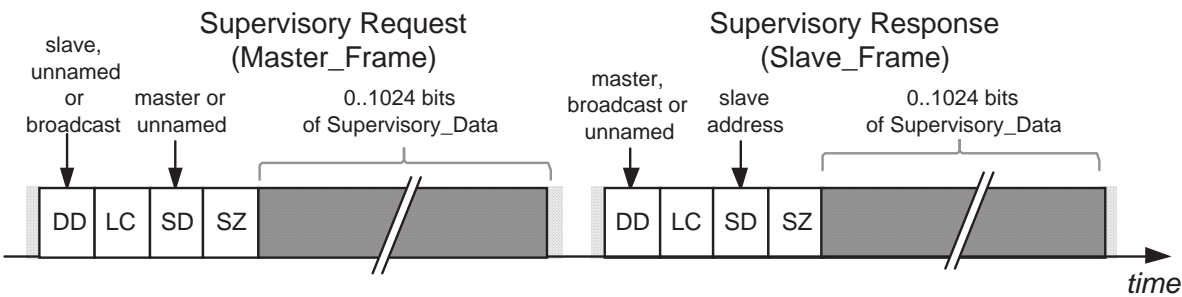 Supervisory Request
(Master_Frame)
slave,
unnamed
or
broadcast
master or
unnamed
0..1024 bits
of Supervisory_Data
DD LC SD SZ
Supervisory Response
(Slave_Frame)
master,
broadcast or
unnamed
slave
address
0..1024 bits
of Supervisory_Data
DD LC SD SZ
time